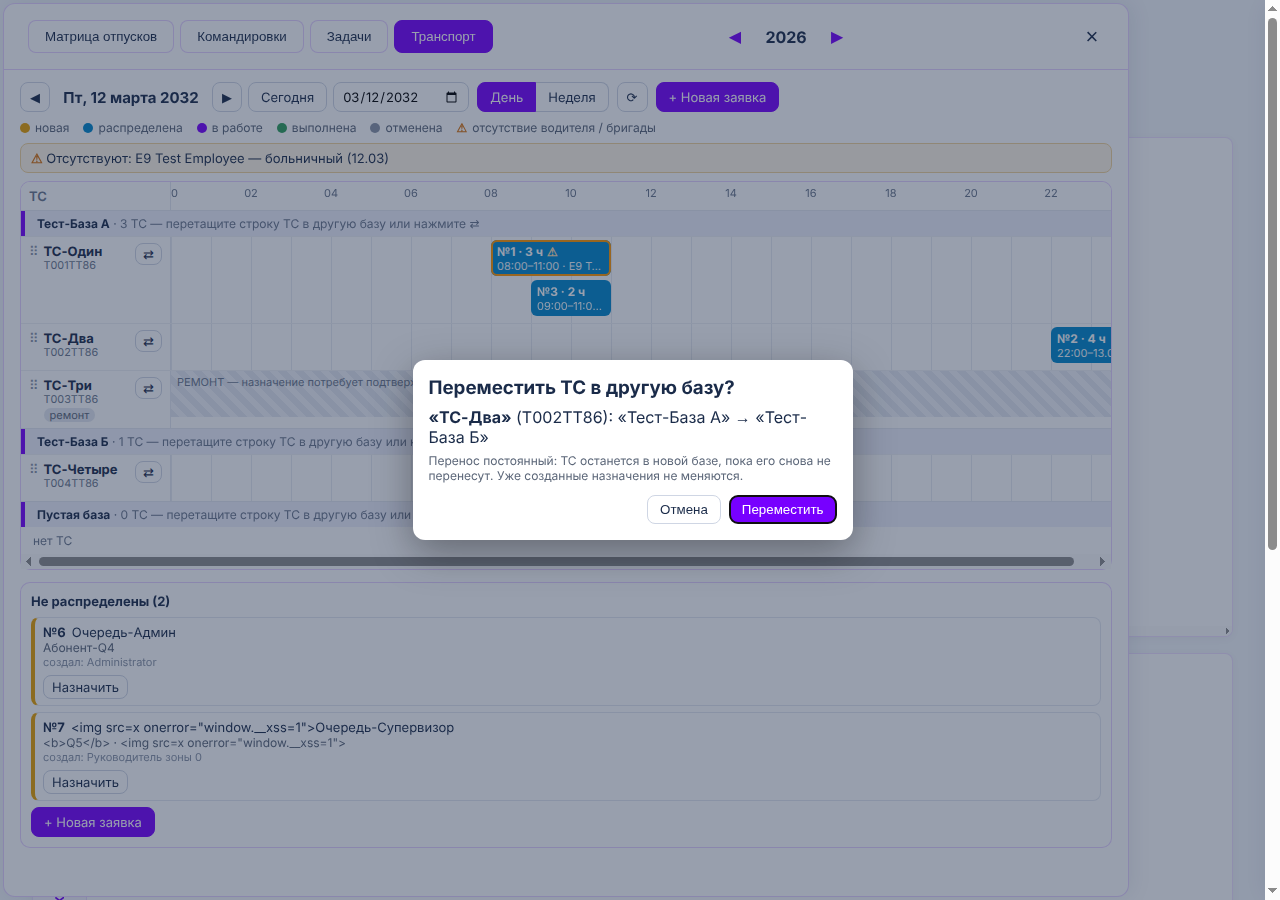 Матрица отпусков
Командировки
Задачи
Транспорт
◀ 2026 ▶
×
◀ Пт, 12 марта 2032 ▶
Сегодня
03/12/2032
День
Неделя
⟳
+ Новая заявка
новая
распределена
в работе
выполнена
отменена
⚠ отсутствие водителя / бригады
⚠ Отсутствуют: E9 Test Employee — больничный (12.03)
ТС
0 02 04 06 08 10 12 14 16 18 20 22
Тест-База А · 3 ТС — перетащите строку ТС в другую базу или нажмите ⇄
⠿ ТС-Один ⇄
Т001ТТ86
№1 · 3 ч ⚠
08:00–11:00 · E9 T…
№3 · 2 ч
09:00–11:0…
⠿ ТС-Два ⇄
Т002ТТ86
№2 · 4 ч
22:00–13.0
⠿ ТС-Три ⇄
Т003ТТ86
ремонт
РЕМОНТ — назначение потребует
Тест-База Б · 1 ТС — перетащите строку ТС в другую базу или
⠿ ТС-Четыре ⇄
Т004ТТ86
Пустая база · 0 ТС — перетащите строку ТС в другую базу или
нет ТС
Переместить ТС в другую базу?
«ТС-Два» (Т002ТТ86): «Тест-База А» → «Тест-
База Б»
Перенос постоянный: ТС останется в новой базе, пока его снова не
перенесут. Уже созданные назначения не меняются.
Отмена
Переместить
Не распределены (2)
№6 Очередь-Админ
Абонент-Q4
создал: Administrator
Назначить
№7 &lt;img src=x onerror="window.__xss=1"&gt;Очередь-Супервизор
&lt;b&gt;Q5&lt;/b&gt; · &lt;img src=x onerror="window.__xss=1"&gt;
создал: Руководитель зоны 0
Назначить
+ Новая заявка